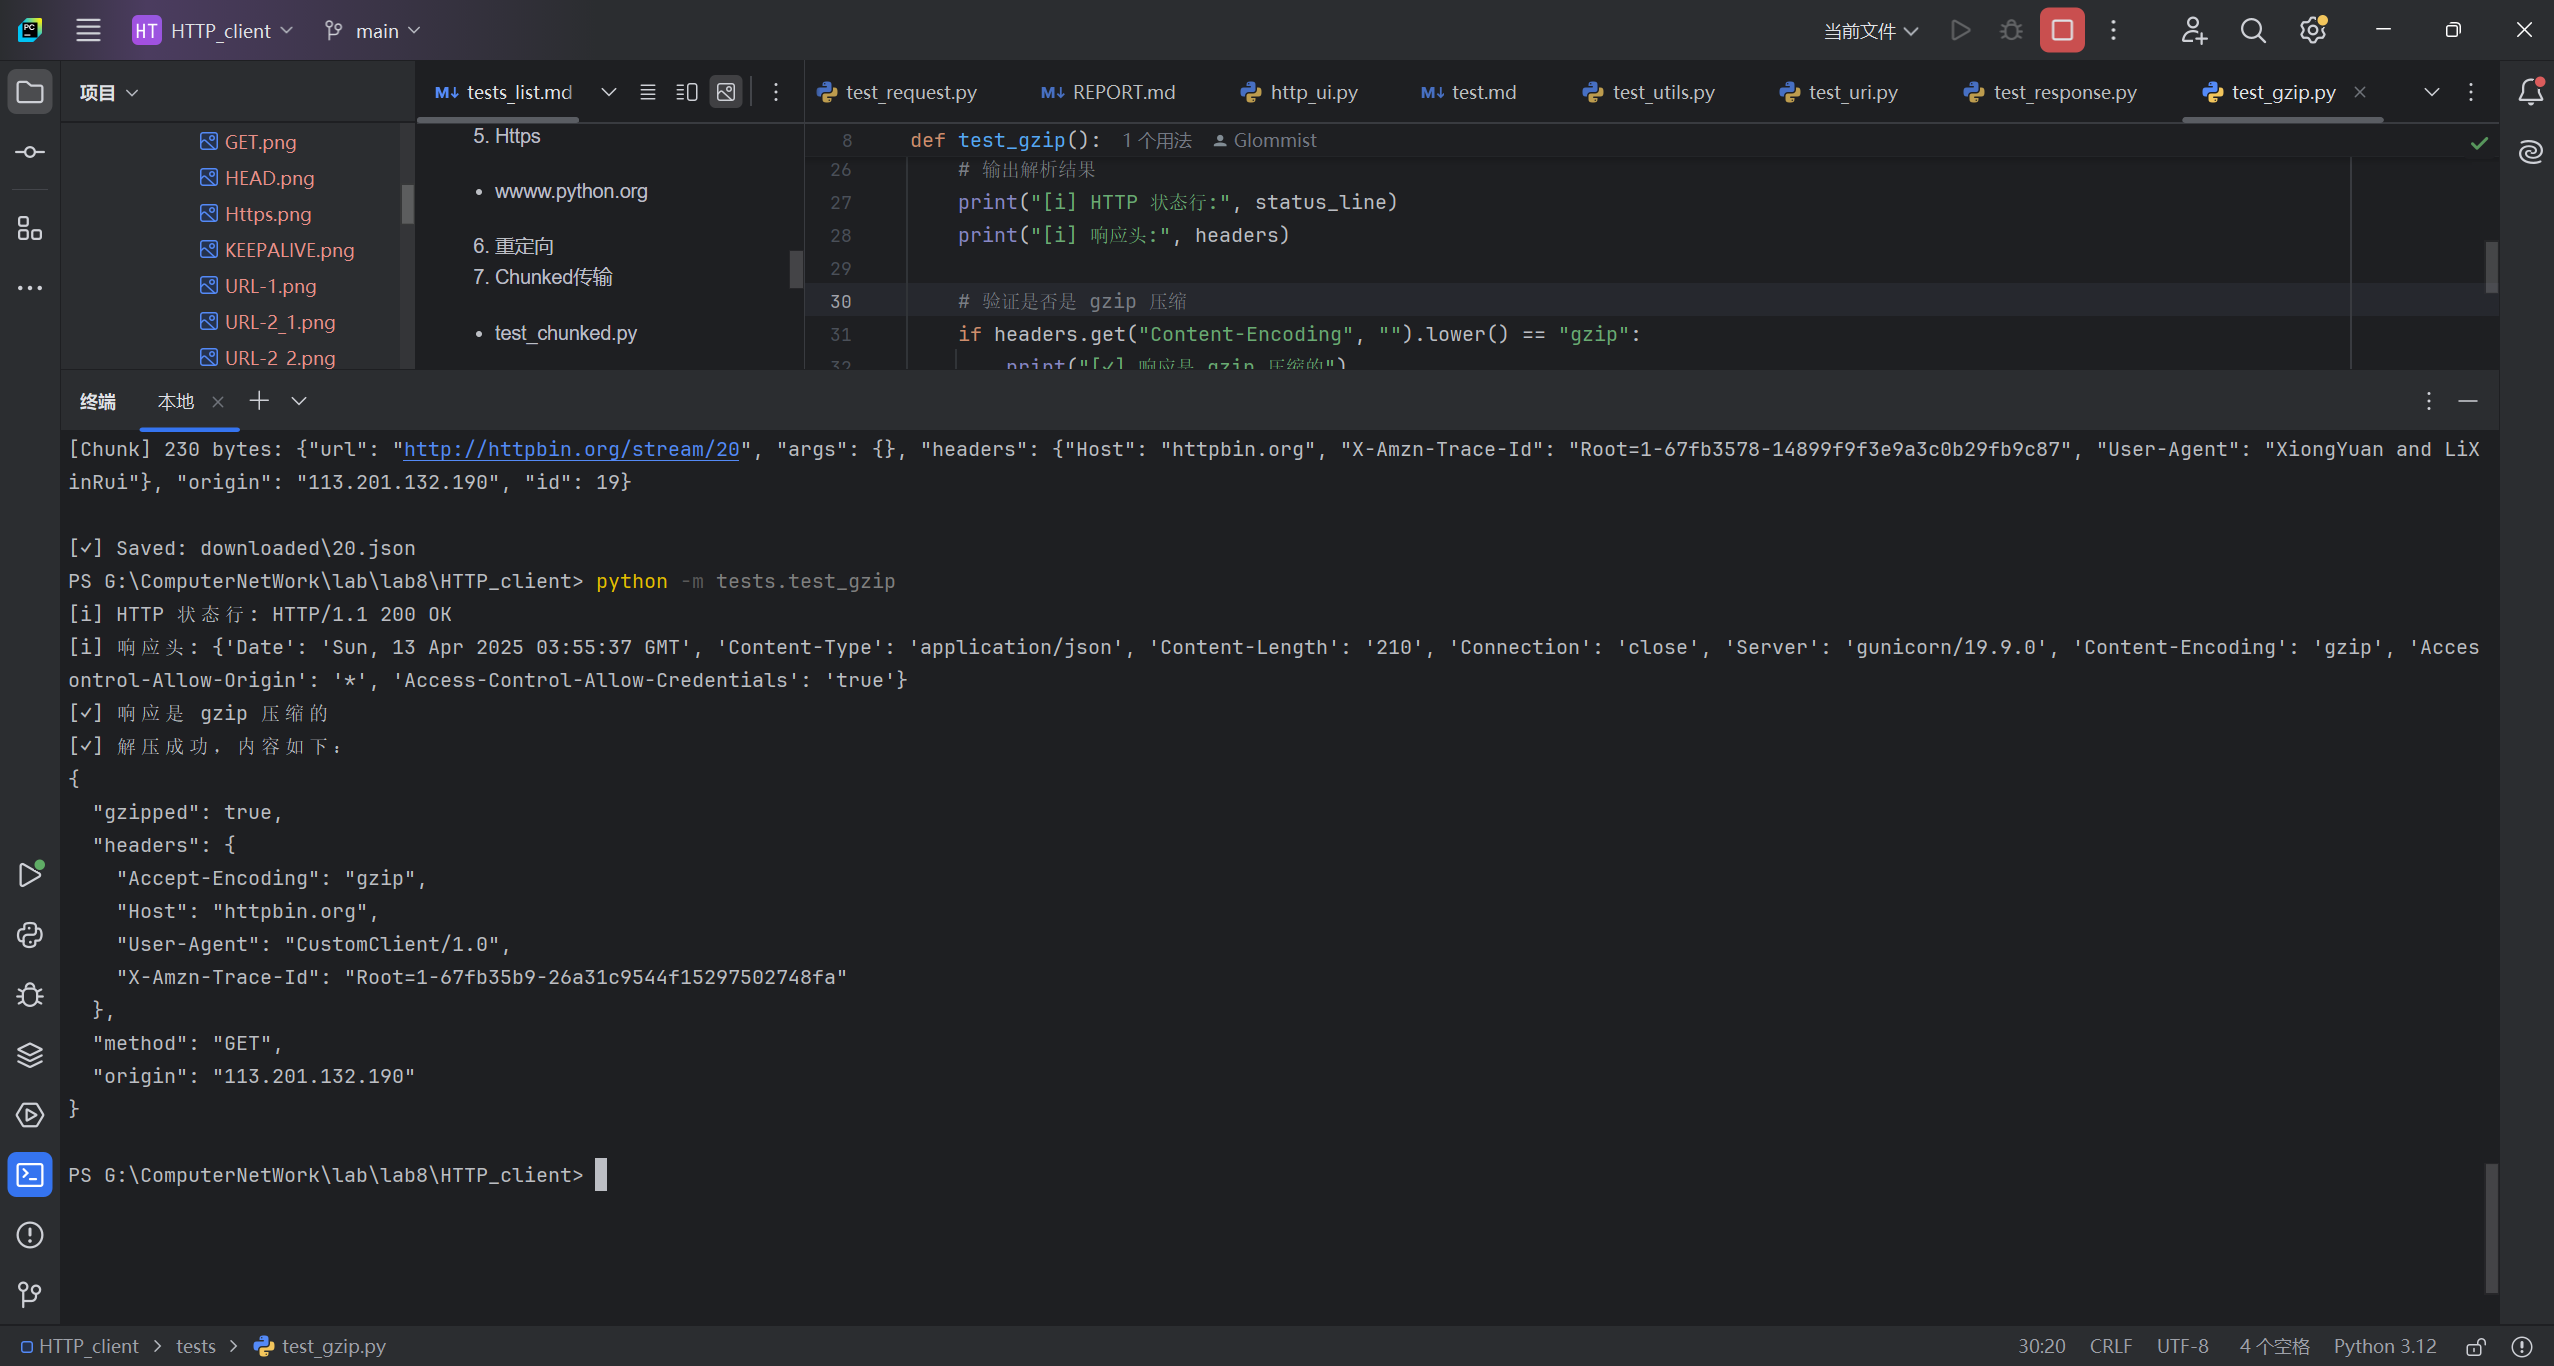 PC HT HTTP_client main 当前文件
项目
tests_list.md
test_request.py REPORT.md http_ui.py test.md test_utils.py test_uri.py test_response.py test_gzip.py
GET.png
HEAD.png
Https.png
KEEPALIVE.png
URL-1.png
URL-2_1.png
URL-2_2.png
5. Https
• wwww.python.org
6. 重定向
7. Chunked传输
• test_chunked.py
8 def test_gzip(): 1 个用法 Glommist
26 # 输出解析结果
27 print("[i] HTTP 状态行:", status_line)
28 print("[i] 响应头:", headers)
29
30 # 验证是否是 gzip 压缩
31 if headers.get("Content-Encoding", "").lower() == "gzip":
32 print("[✓] 响应是 gzip 压缩的")
终端 本地
[Chunk] 230 bytes: {"url": "http://httpbin.org/stream/20", "args": {}, "headers": {"Host": "httpbin.org", "X-Amzn-Trace-Id": "Root=1-67fb3578-14899f9f3e9a3c0b29fb9c87", "User-Agent": "XiongYuan and LiX
inRui"}, "origin": "113.201.132.190", "id": 19}
[✓] Saved: downloaded\20.json
PS G:\ComputerNetWork\lab\lab8\HTTP_client> python -m tests.test_gzip
[i] HTTP 状态行: HTTP/1.1 200 OK
[i] 响应头: {'Date': 'Sun, 13 Apr 2025 03:55:37 GMT', 'Content-Type': 'application/json', 'Content-Length': '210', 'Connection': 'close', 'Server': 'gunicorn/19.9.0', 'Content-Encoding': 'gzip', 'Acces
ontrol-Allow-Origin': '*', 'Access-Control-Allow-Credentials': 'true'}
[✓] 响应是 gzip 压缩的
[✓] 解压成功，内容如下：
{
  "gzipped": true,
  "headers": {
    "Accept-Encoding": "gzip",
    "Host": "httpbin.org",
    "User-Agent": "CustomClient/1.0",
    "X-Amzn-Trace-Id": "Root=1-67fb35b9-26a31c9544f15297502748fa"
  },
  "method": "GET",
  "origin": "113.201.132.190"
}
PS G:\ComputerNetWork\lab\lab8\HTTP_client>
HTTP_client > tests > test_gzip.py 30:20 CRLF UTF-8 4 个空格 Python 3.12